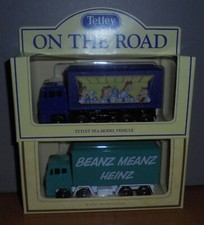 Tetley
ON THE ROAD
TETLEY TEA MODEL VEHICLE
BEANZ MEANZ
HEINZ